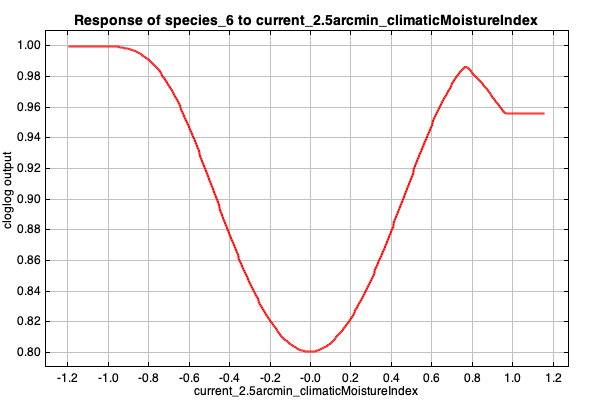 Response of species_6 to current_2.5arcmin_climaticMoistureIndex
1.00
0.98
0.96
0.94
0.92
0.90
0.88
0.86
0.84
0.82
0.80
cloglog output
-1.2 -1.0 -0.8 -0.6 -0.4 -0.2 -0.0 0.2 0.4 0.6 0.8 1.0 1.2
current_2.5arcmin_climaticMoistureIndex